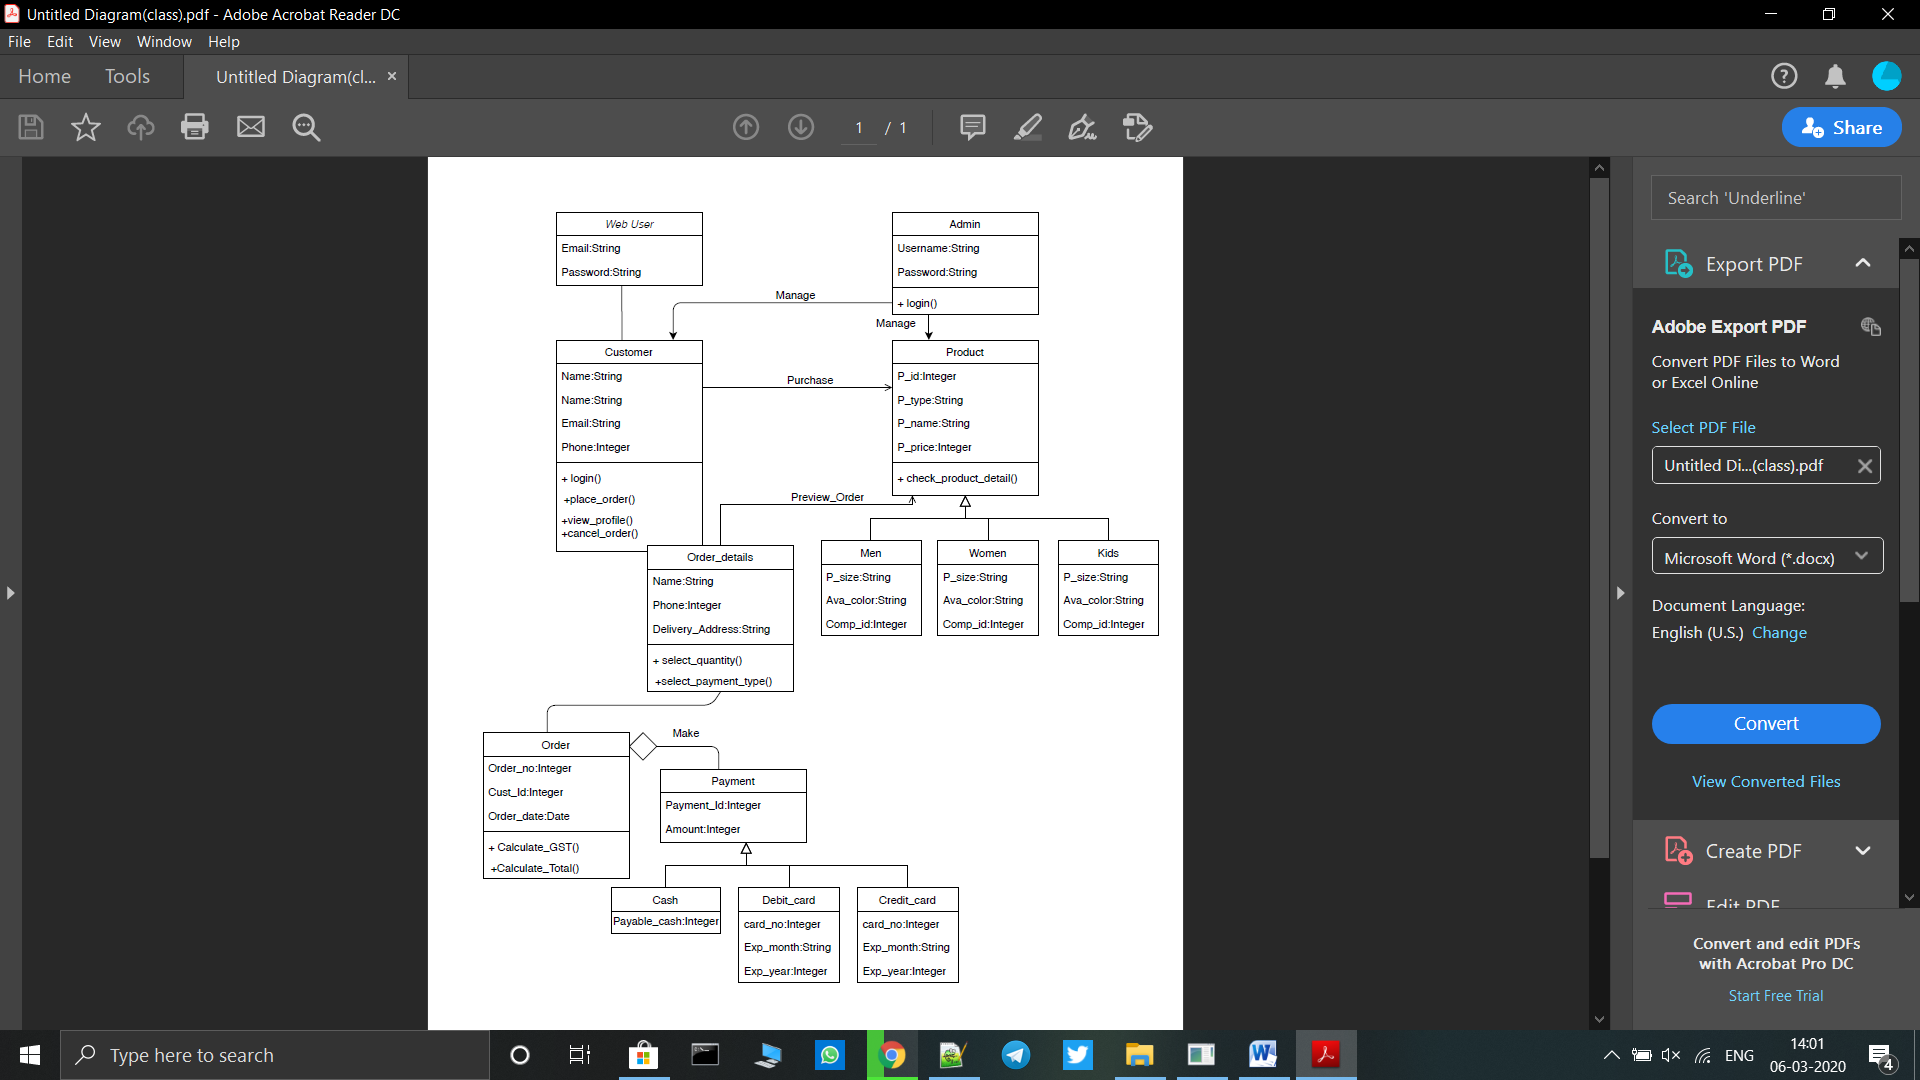 Untitled Diagram(class).pdf - Adobe Acrobat Reader DC
File Edit View Window Help
Home Tools Untitled Diagram(cl... ×
1 / 1
Share
Web User
Email:String
Password:String
Admin
Username:String
Password:String
+ login()
Manage
Manage
Customer
Name:String
Name:String
Email:String
Phone:Integer
+ login()
+place_order()
+view_profile()
+cancel_order()
Purchase
Product
P_id:Integer
P_type:String
P_name:String
P_price:Integer
+ check_product_detail()
Preview_Order
Order_details
Name:String
Phone:Integer
Delivery_Address:String
+ select_quantity()
+select_payment_type()
Men
P_size:String
Ava_color:String
Comp_id:Integer
Women
P_size:String
Ava_color:String
Comp_id:Integer
Kids
P_size:String
Ava_color:String
Comp_id:Integer
Order
Order_no:Integer
Cust_Id:Integer
Order_date:Date
+ Calculate_GST()
+Calculate_Total()
Make
Payment
Payment_Id:Integer
Amount:Integer
Cash
Payable_cash:Integer
Debit_card
card_no:Integer
Exp_month:String
Exp_year:Integer
Credit_card
card_no:Integer
Exp_month:String
Exp_year:Integer
Search 'Underline'
Export PDF
Adobe Export PDF
Convert PDF Files to Word
or Excel Online
Select PDF File
Untitled Di...(class).pdf
Convert to
Microsoft Word (*.docx)
Document Language:
English (U.S.) Change
Convert
View Converted Files
Create PDF
Edit PDF
Convert and edit PDFs
with Acrobat Pro DC
Start Free Trial
Type here to search
ENG
14:01
06-03-2020
4